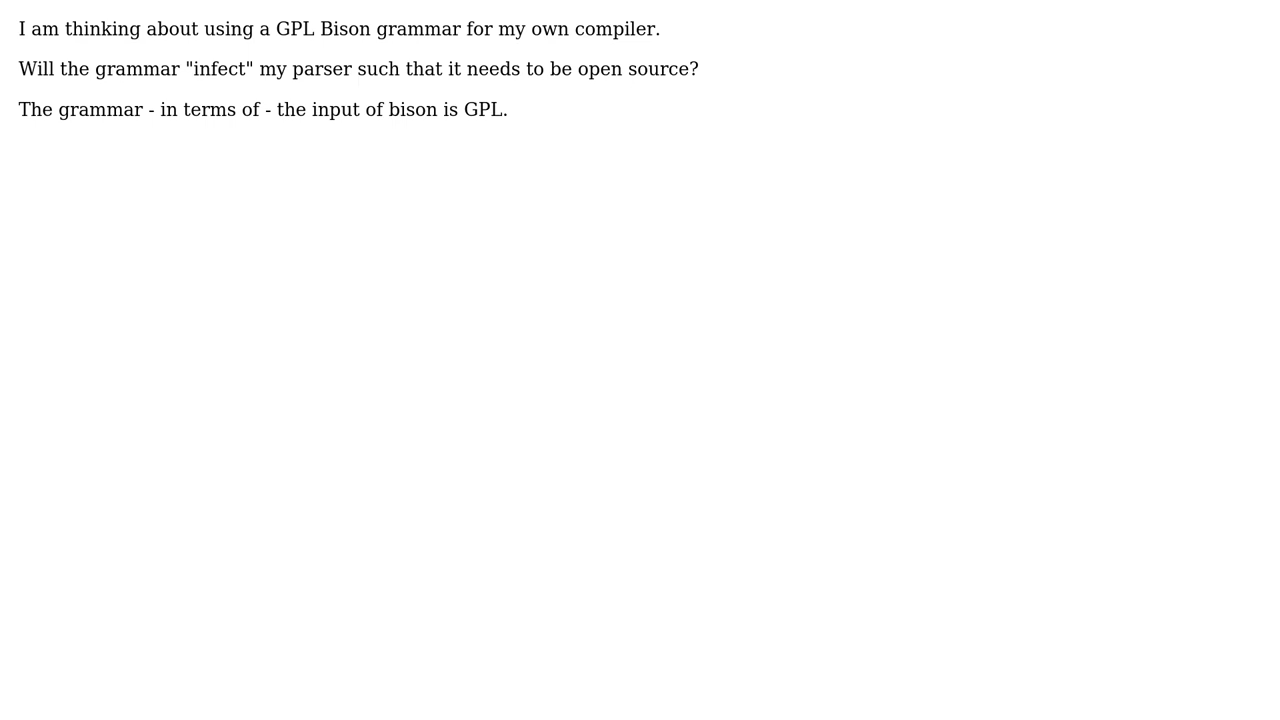 I am thinking about using a GPL Bison grammar for my own compiler.
Will the grammar "infect" my parser such that it needs to be open source?
The grammar - in terms of - the input of bison is GPL.